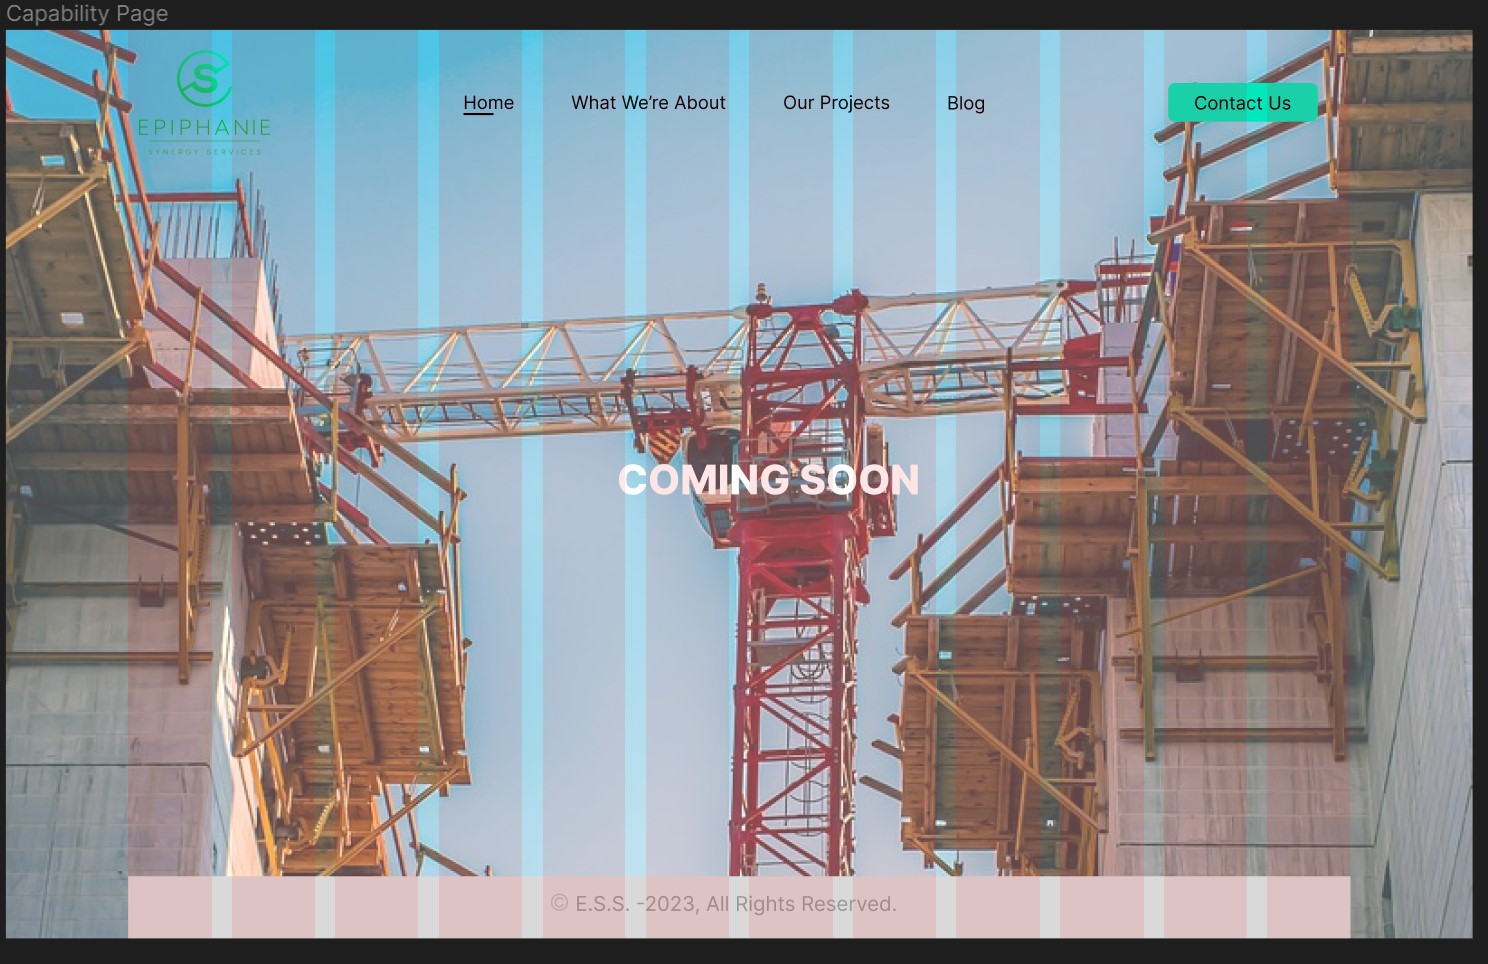 Capability Page
S
EPIPHANIE
SYNERGY SERVICES
Home
What We’re About
Our Projects
Blog
Contact Us
COMING SOON
© E.S.S. -2023, All Rights Reserved.